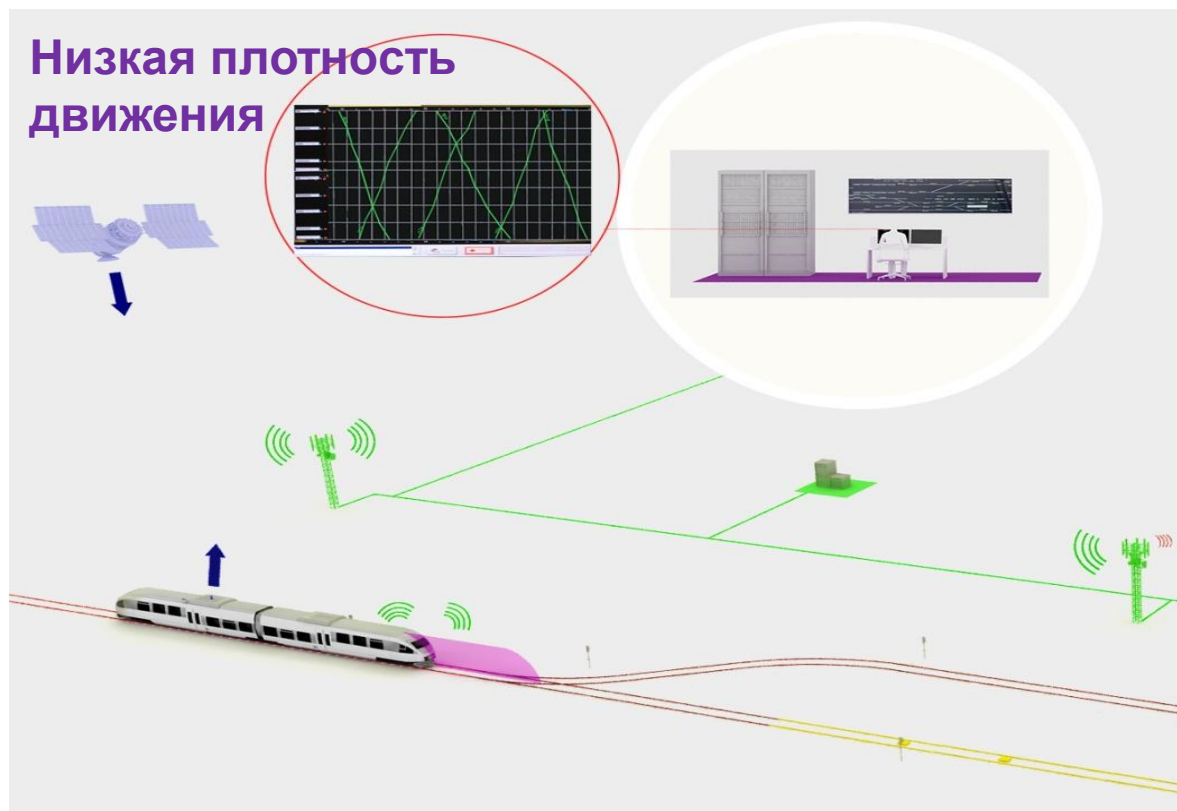 Низкая плотность
движения